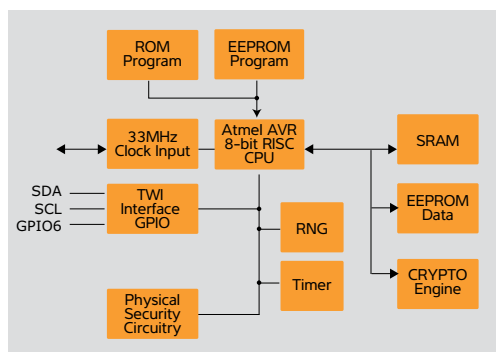 ROM
Program
EEPROM
Program
33MHz
Clock Input
Atmel AVR
8-bit RISC
CPU
SRAM
SDA
SCL
GPIO6
TWI
Interface
GPIO
EEPROM
Data
RNG
CRYPTO
Engine
Timer
Physical
Security
Circuitry